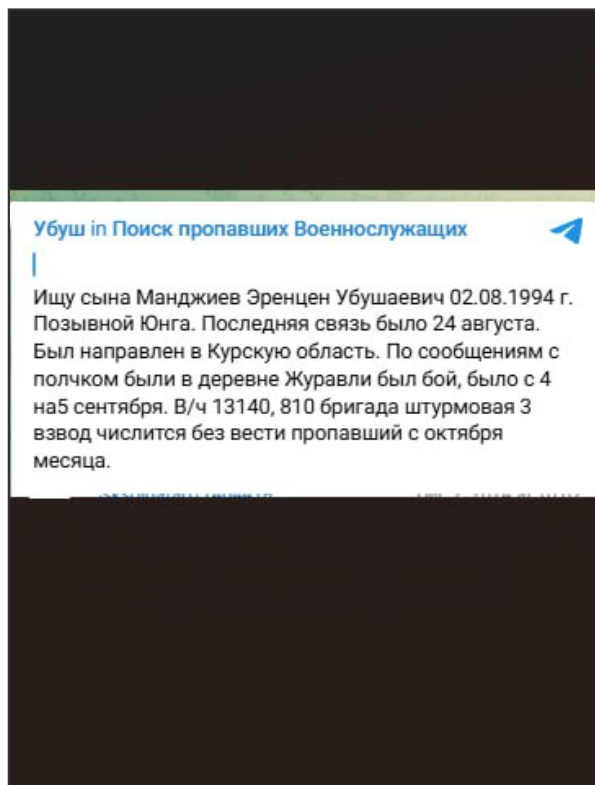 Убуш in Поиск пропавших Военнослужащих
Ищу сына Манджиев Эренцен Убушаевич 02.08.1994 г.
Позывной Юнга. Последняя связь было 24 августа.
Был направлен в Курскую область. По сообщениям с
полчком были в деревне Журавли был бой, было с 4
на5 сентября. В/ч 13140, 810 бригада штурмовая 3
взвод числится без вести пропавший с октября
месяца.